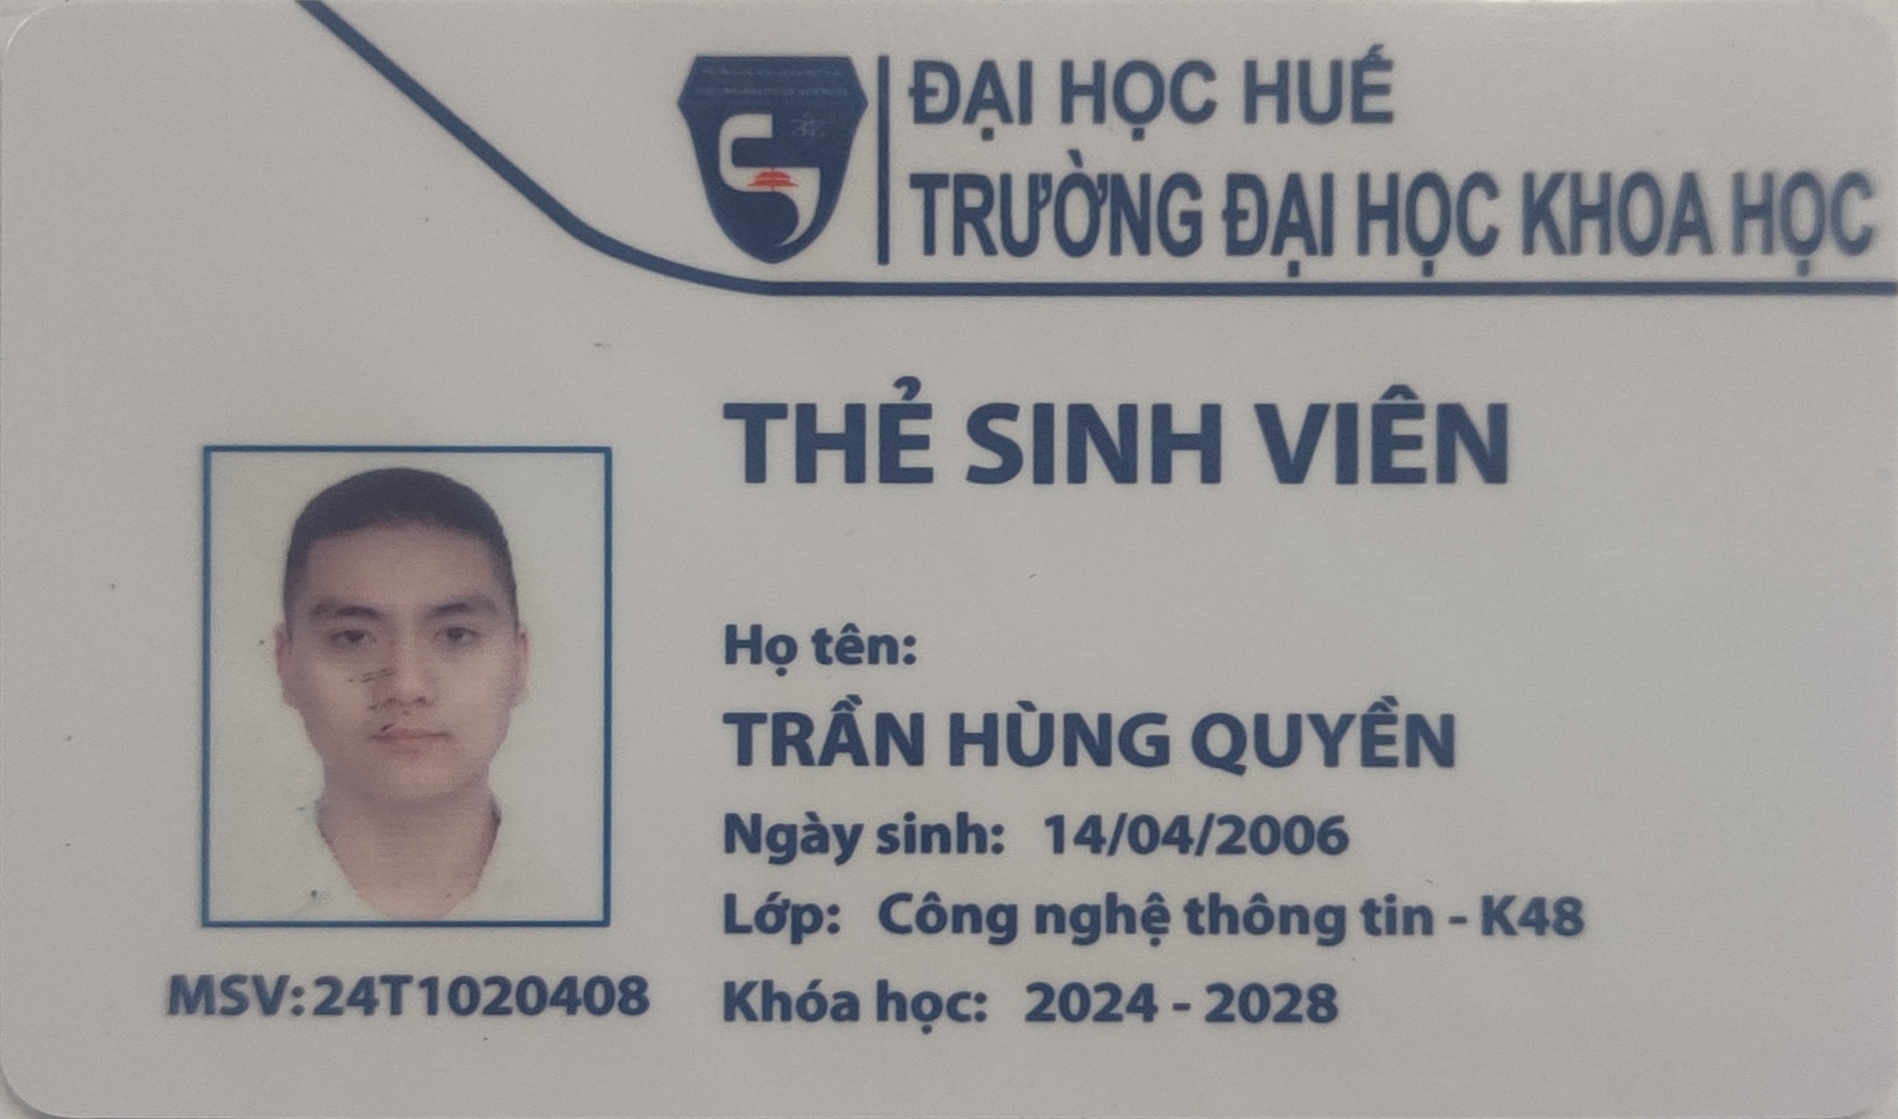 ĐẠI HỌC HUẾ
TRƯỜNG ĐẠI HỌC KHOA HỌC
THẺ SINH VIÊN
Họ tên:
TRẦN HÙNG QUYỀN
Ngày sinh: 14/04/2006
Lớp: Công nghệ thông tin - K48
Khóa học: 2024 - 2028
MSV:24T1020408